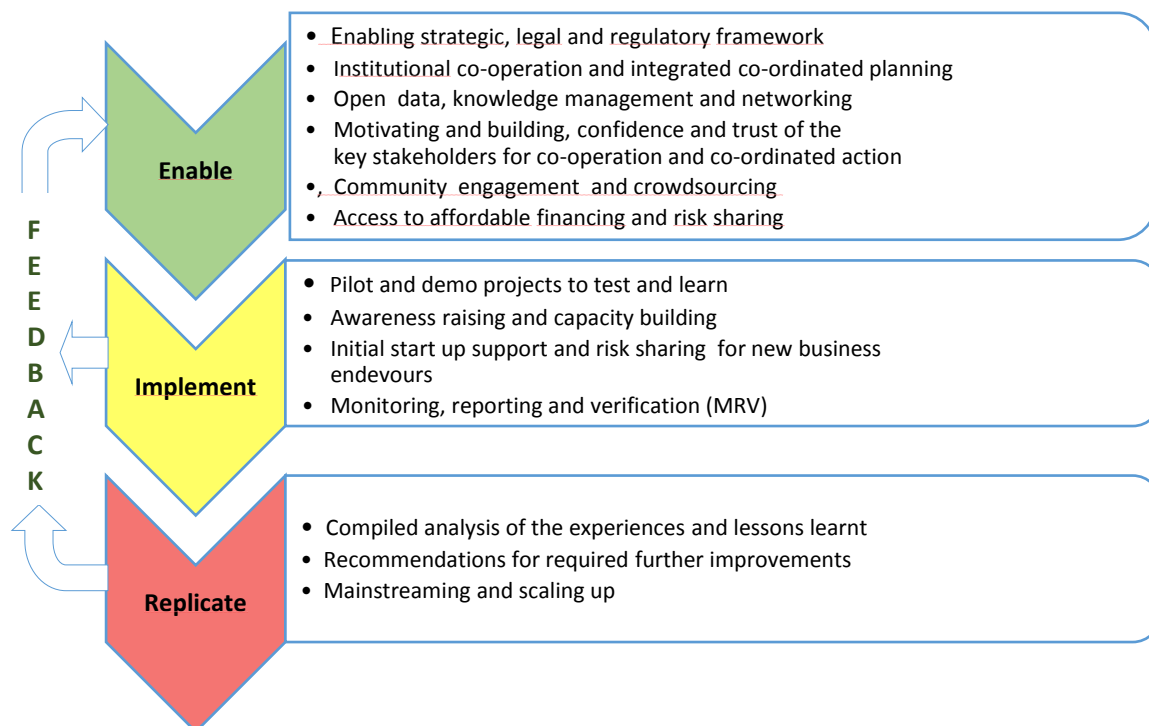 Enable
• Enabling strategic, legal and regulatory framework
• Institutional co-operation and integrated co-ordinated planning
• Open data, knowledge management and networking
• Motivating and building, confidence and trust of the
key stakeholders for co-operation and co-ordinated action
•, Community engagement and crowdsourcing
• Access to affordable financing and risk sharing
FEEDBACK
Implement
• Pilot and demo projects to test and learn
• Awareness raising and capacity building
• Initial start up support and risk sharing for new business
endevours
• Monitoring, reporting and verification (MRV)
Replicate
• Compiled analysis of the experiences and lessons learnt
• Recommendations for required further improvements
• Mainstreaming and scaling up